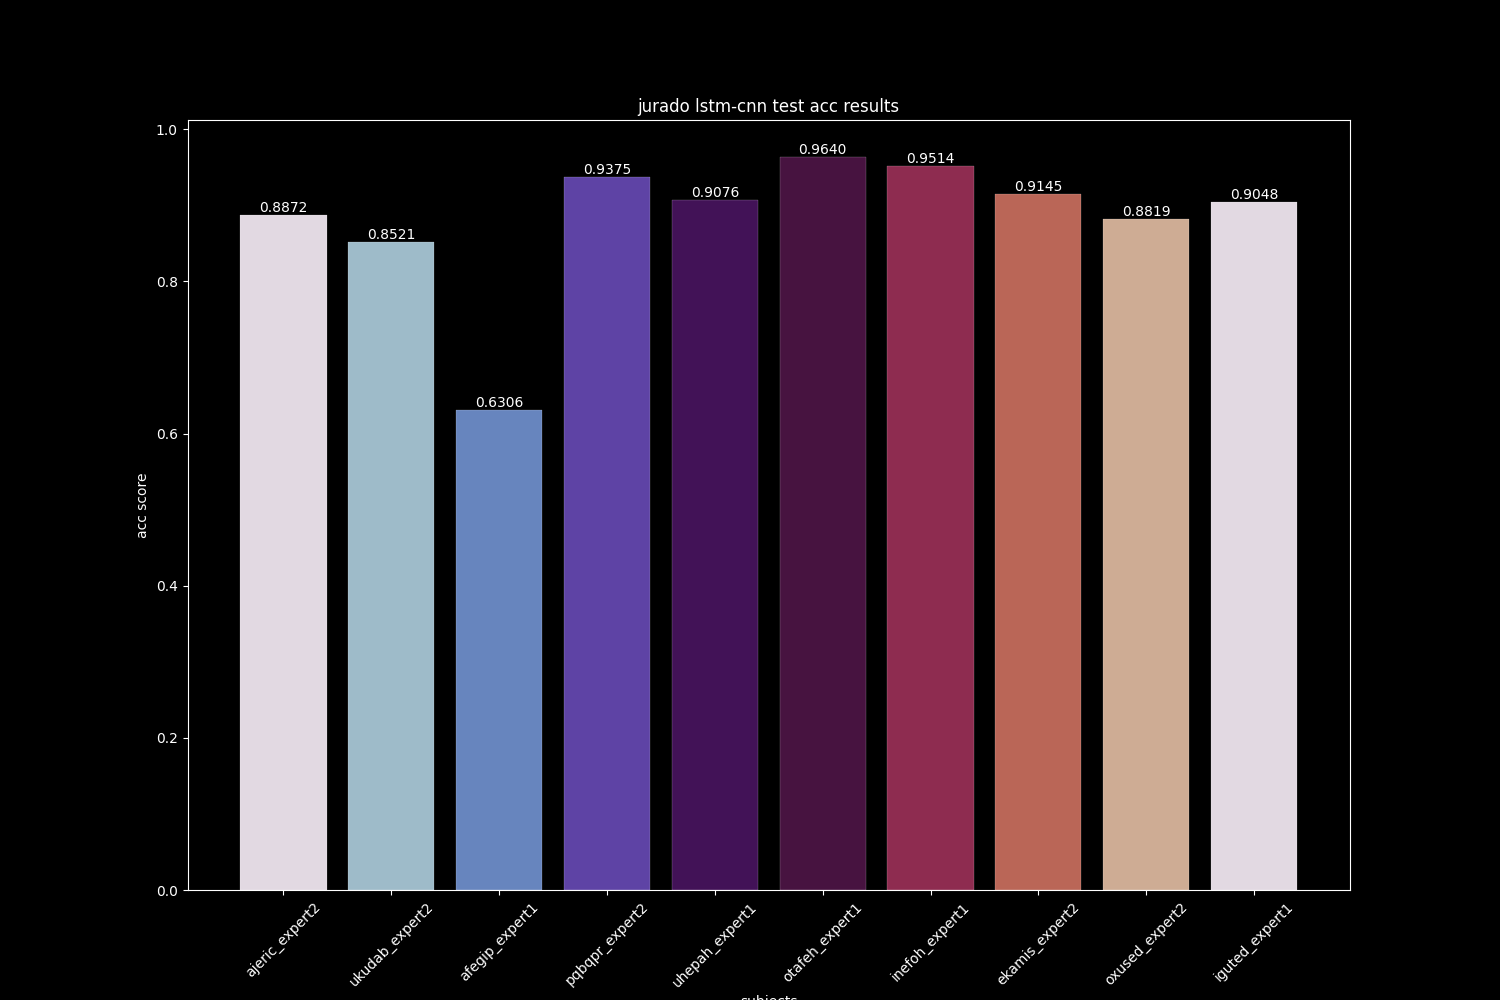 jurado lstm-cnn test acc results
1.0
0.8
0.6
0.4
0.2
0.0
acc score
0.8872
0.8521
0.6306
0.9375
0.9076
0.9640
0.9514
0.9145
0.8819
0.9048
ajeric_expert2
ukudab_expert2
afegip_expert1
pqbqpr_expert2
uhepah_expert1
otafeh_expert1
inefoh_expert1
ekamis_expert2
oxused_expert2
iguted_expert1
subjects